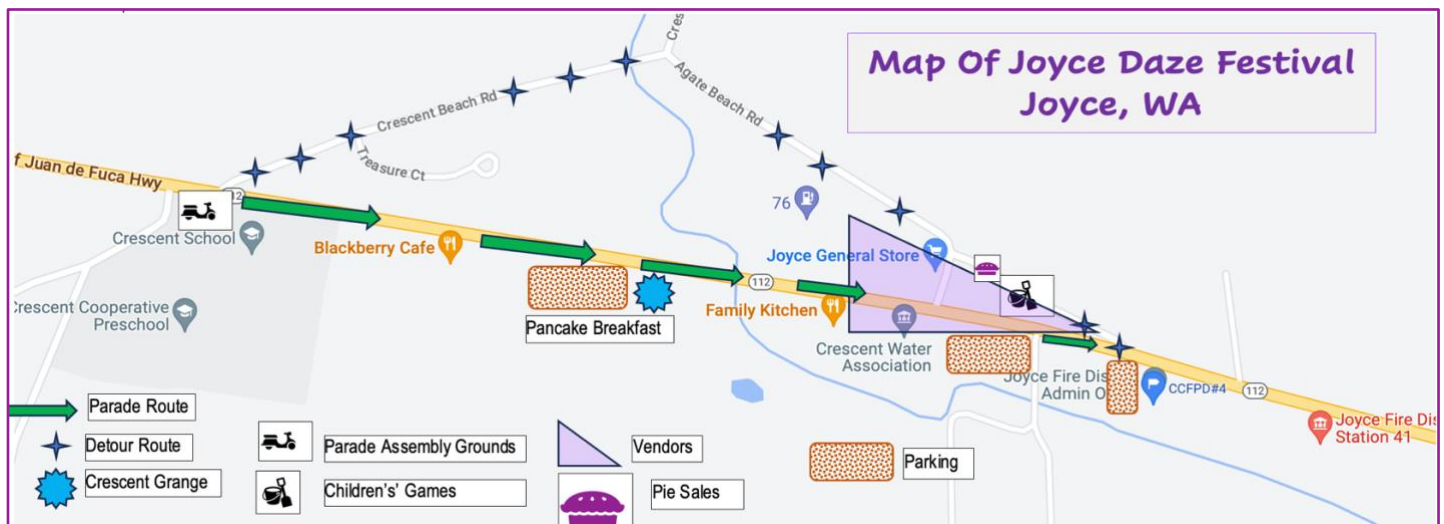 Map Of Joyce Daze Festival
Joyce, WA
Cres
Agate Beach Rd
Crescent Beach Rd
Treasure Ct
f Juan de Fuca Hwy
12
Crescent School
Blackberry Cafe
76
Joyce General Store
112
Family Kitchen
Crescent Cooperative
Preschool
Pancake Breakfast
Crescent Water
Association
Joyce Fire Dis
Admin O
CCFPD#4
112
Joyce Fire Dis
Station 41
Parade Route
Detour Route
Crescent Grange
Parade Assembly Grounds
Children's' Games
Vendors
Pie Sales
Parking